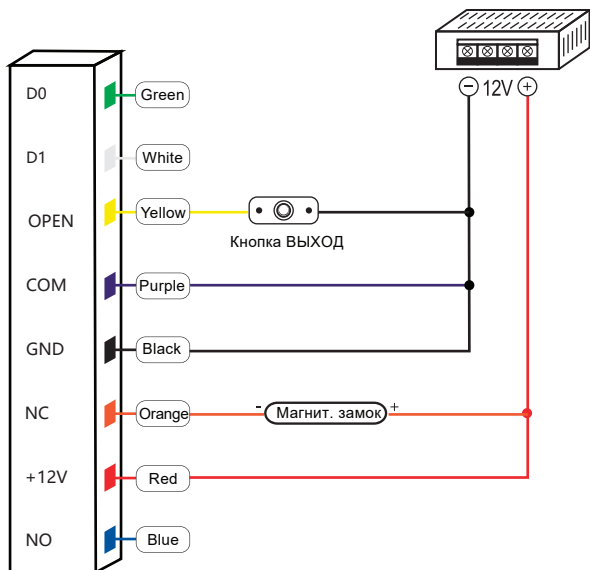 − 12V +
D0 Green
D1 White
OPEN Yellow
Кнопка ВЫХОД
COM Purple
GND Black
NC Orange - Магнит. замок +
+12V Red
NO Blue